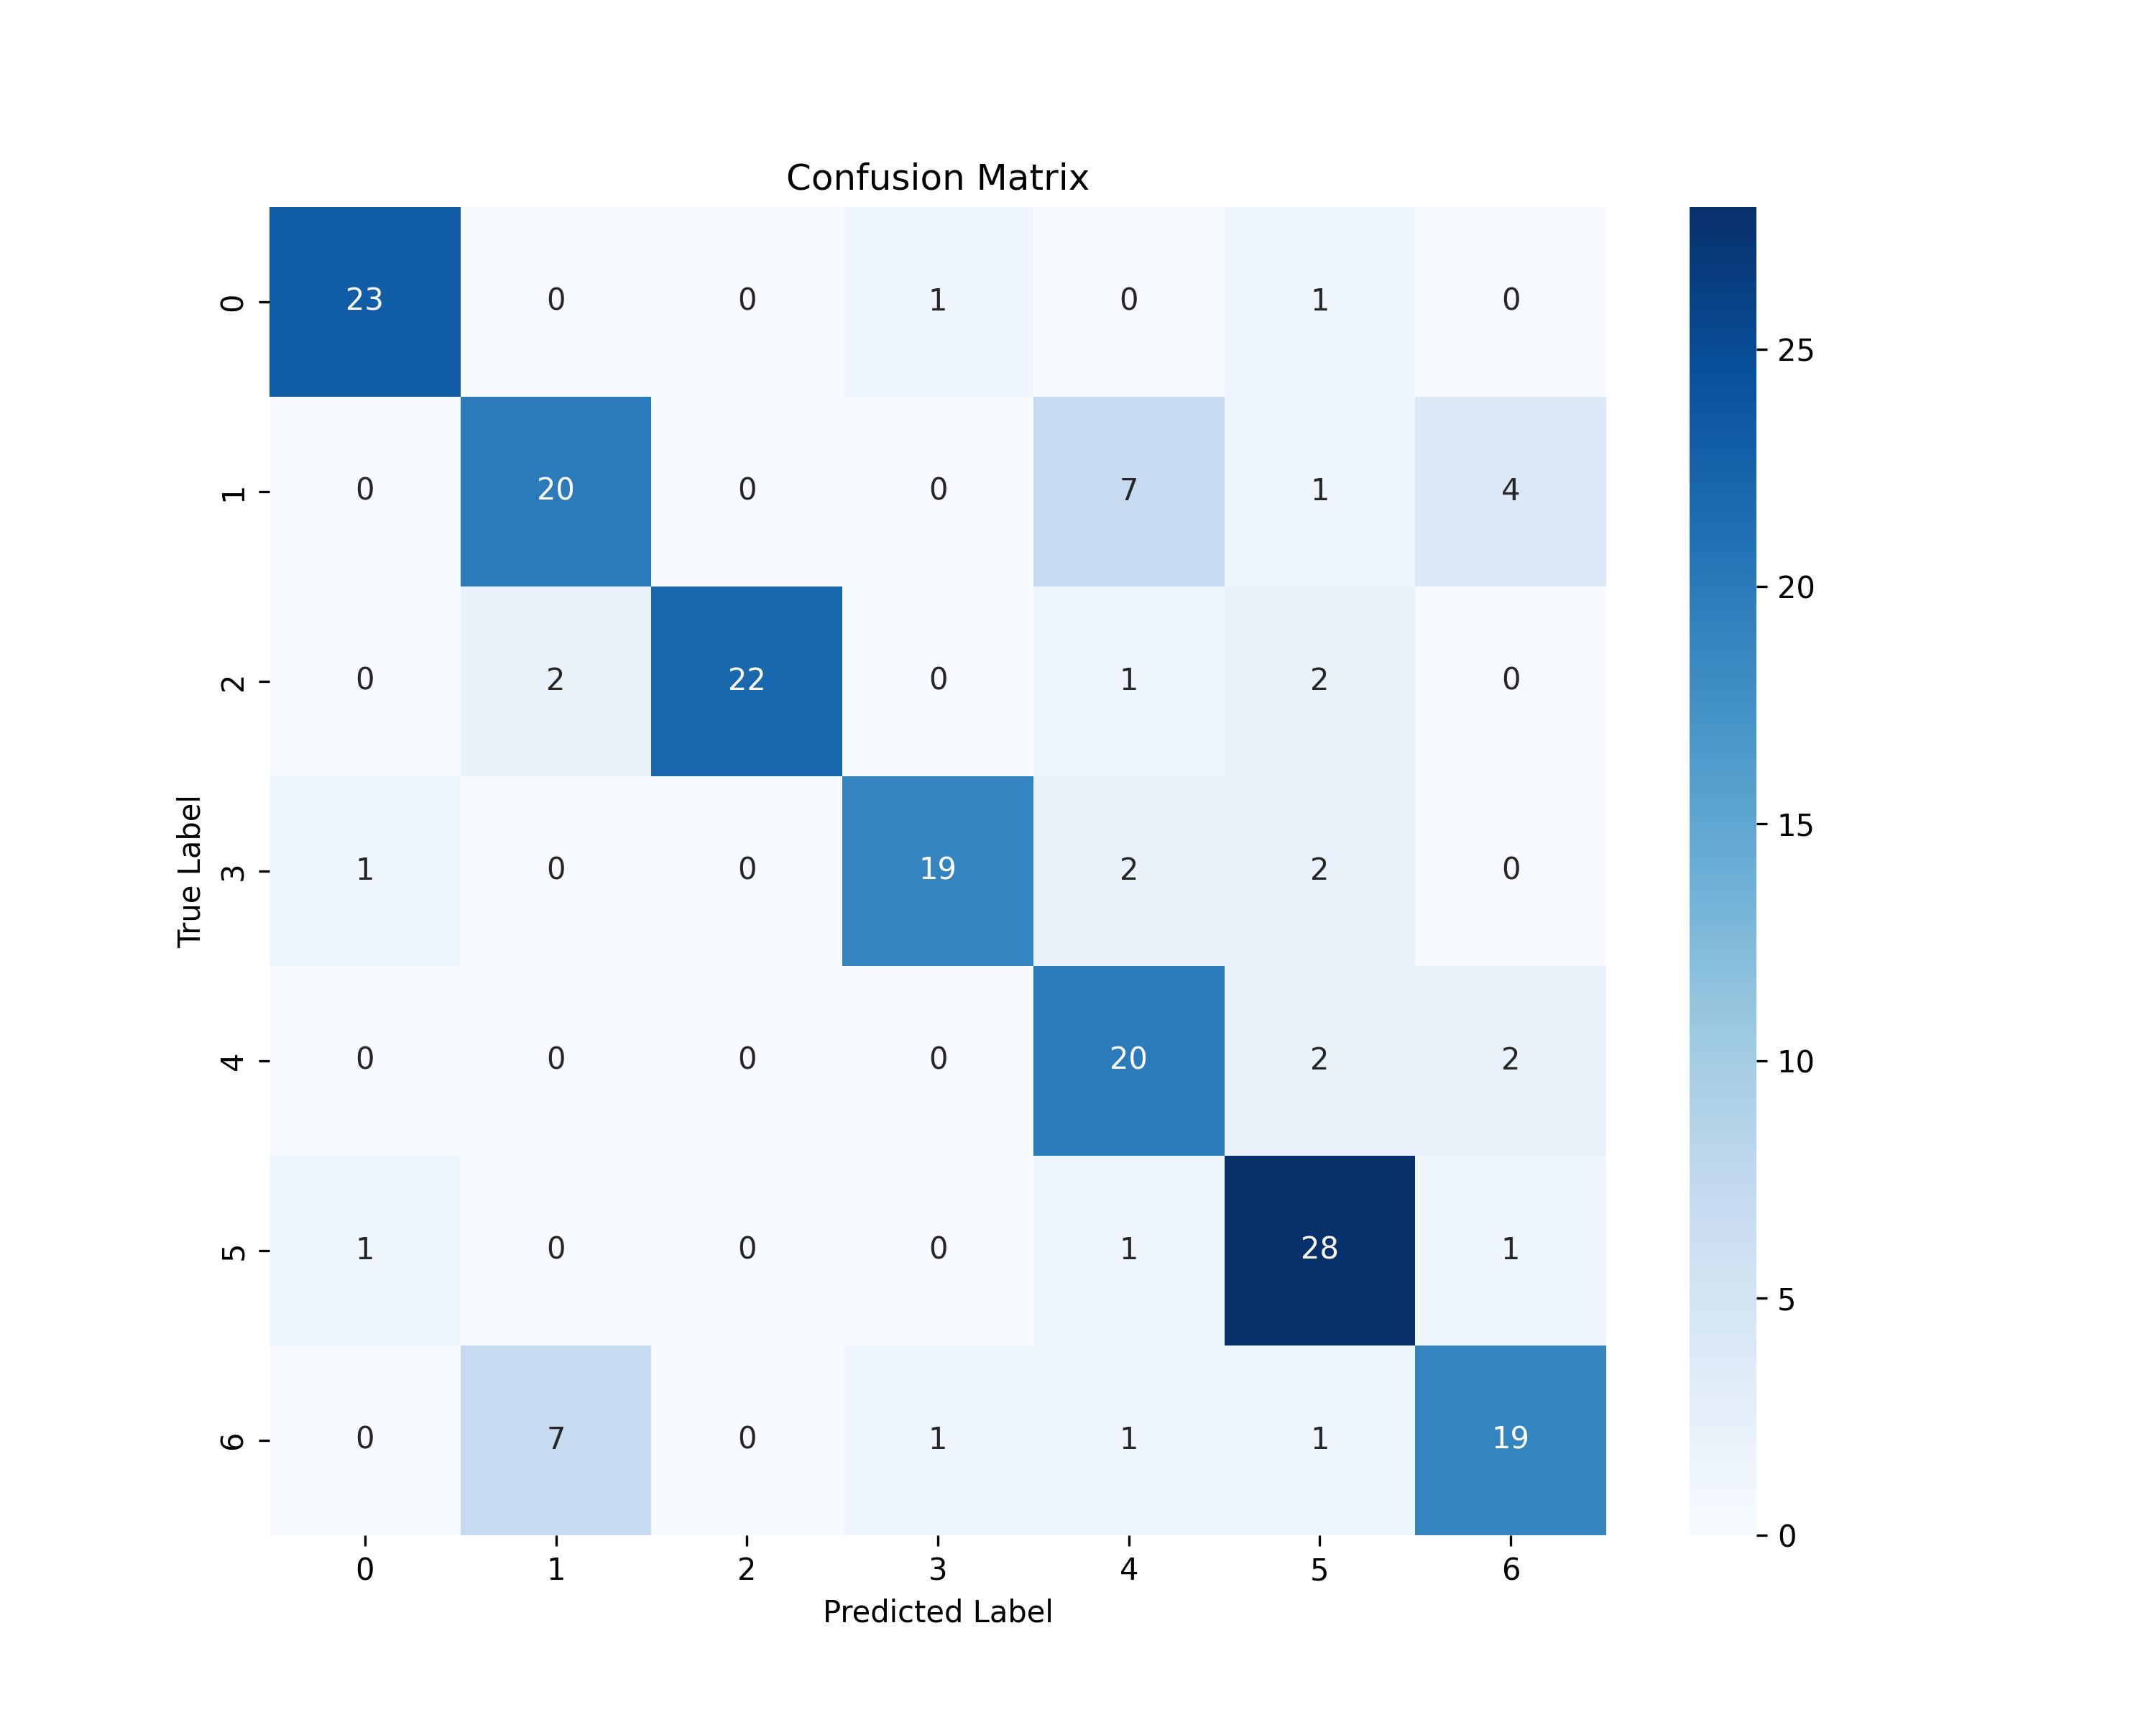 Confusion Matrix
0 23 0 0 1 0 1 0
1 0 20 0 0 7 1 4
2 0 2 22 0 1 2 0
3 1 0 0 19 2 2 0
4 0 0 0 0 20 2 2
5 1 0 0 0 1 28 1
6 0 7 0 1 1 1 19
0 1 2 3 4 5 6
True Label
Predicted Label
25
20
15
10
5
0